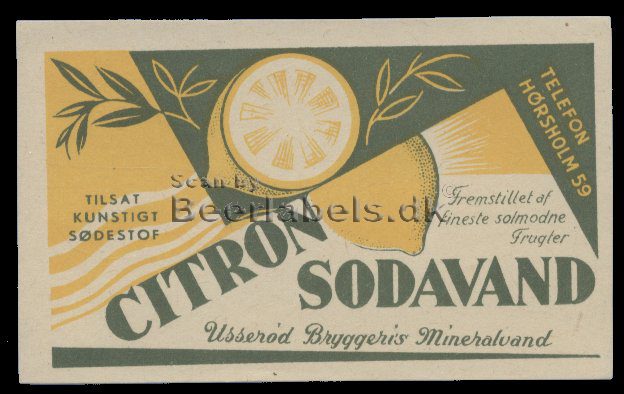 TELEFON
HØRSHOLM 59
TILSAT
KUNSTIGT
SØDESTOF
Scan by
Beerlabels.dk
Fremstillet af
fineste solmodne
Frugter
CITRON
SODAVAND
Usserød Bryggeri's Mineralvand